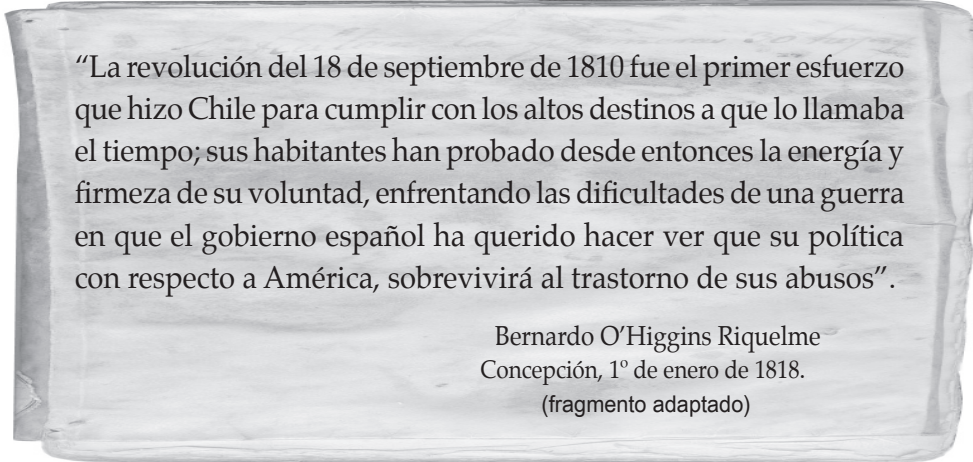 “La revolución del 18 de septiembre de 1810 fue el primer esfuerzo
que hizo Chile para cumplir con los altos destinos a que lo llamaba
el tiempo; sus habitantes han probado desde entonces la energía y
firmeza de su voluntad, enfrentando las dificultades de una guerra
en que el gobierno español ha querido hacer ver que su política
con respecto a América, sobrevivirá al trastorno de sus abusos”.
Bernardo O’Higgins Riquelme
Concepción, 1º de enero de 1818.
(fragmento adaptado)